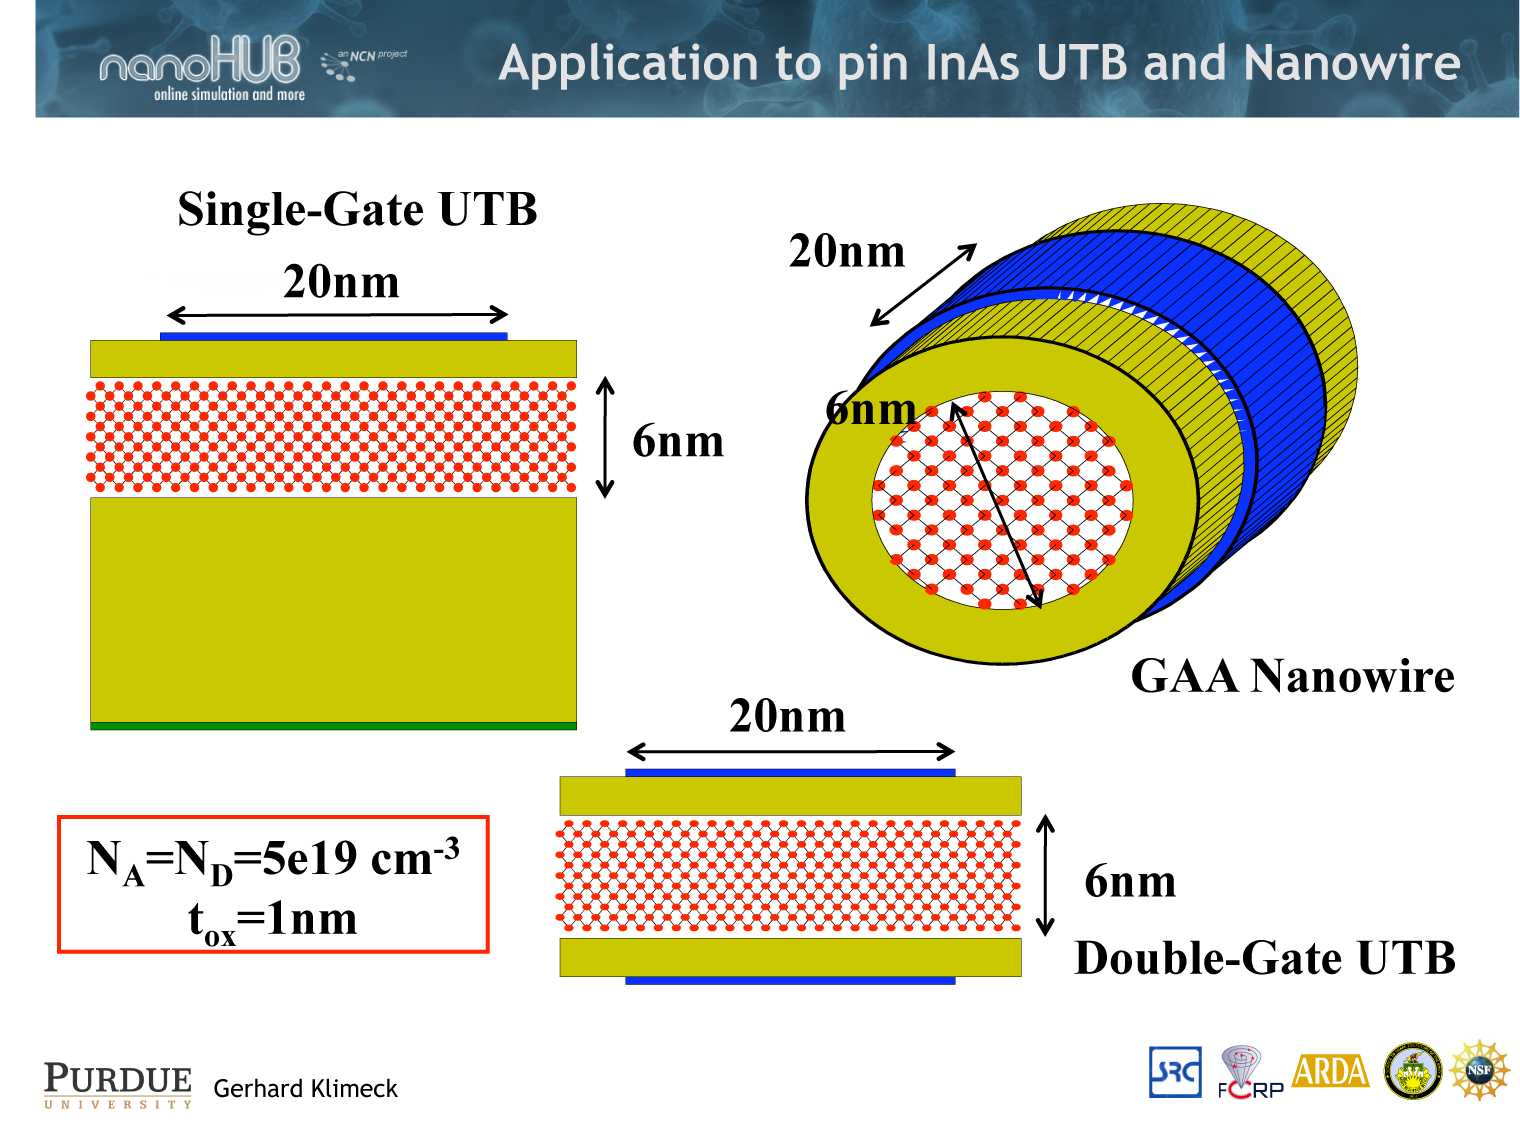 nanoHUB
online simulation and more
an NCN project
Application to pin InAs UTB and Nanowire
Single-Gate UTB
20nm
6nm
20nm
6nm
GAA Nanowire
20nm
6nm
Double-Gate UTB
N_A=N_D=5e19 cm^-3
t_ox=1nm
PURDUE
UNIVERSITY
Gerhard Klimeck
SRC
FCRP
ARDA
NSF